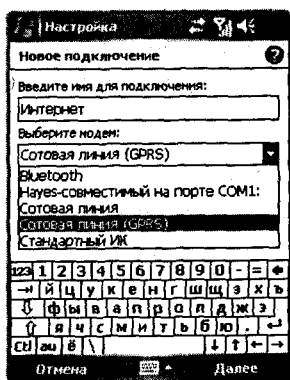 Настройка
Новое подключение
Введите имя для подключения:
Интернет
Выберите модем:
Сотовая линия (GPRS)
Bluetooth
Hayes-совместимый на порте COM1:
Сотовая линия
Сотовая линия (GPRS)
Стандартный ИК
123 1 2 3 4 5 6 7 8 9 0 - =
й ц у к е н г ш щ з х ъ
ф ы в а п р о л д ж э
я ч с м и т ь б ю .
Ctl aü ё \
Отмена Далее